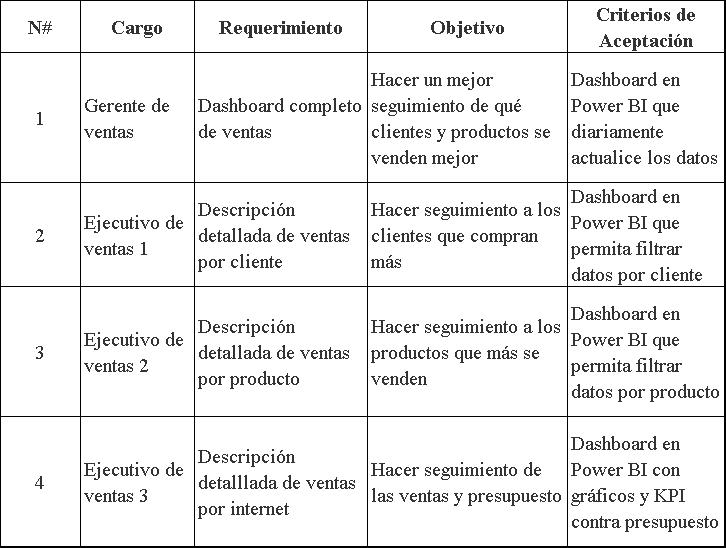 N# Cargo Requerimiento Objetivo Criterios de
Aceptación
1
Gerente de
ventas
Dashboard completo
de ventas
Hacer un mejor
seguimiento de qué
clientes y productos se
venden mejor
Dashboard en
Power BI que
diariamente
actualice los datos
2
Ejecutivo de
ventas 1
Descripción
detallada de ventas
por cliente
Hacer seguimiento a los
clientes que compran
más
Dashboard en
Power BI que
permita filtrar
datos por cliente
3
Ejecutivo de
ventas 2
Descripción
detallada de ventas
por producto
Hacer seguimiento a los
productos que más se
venden
Dashboard en
Power BI que
permita filtrar
datos por producto
4
Ejecutivo de
ventas 3
Descripción
detalllada de ventas
por internet
Hacer seguimiento de
las ventas y presupuesto
Dashboard en
Power BI con
gráficos y KPI
contra presupuesto